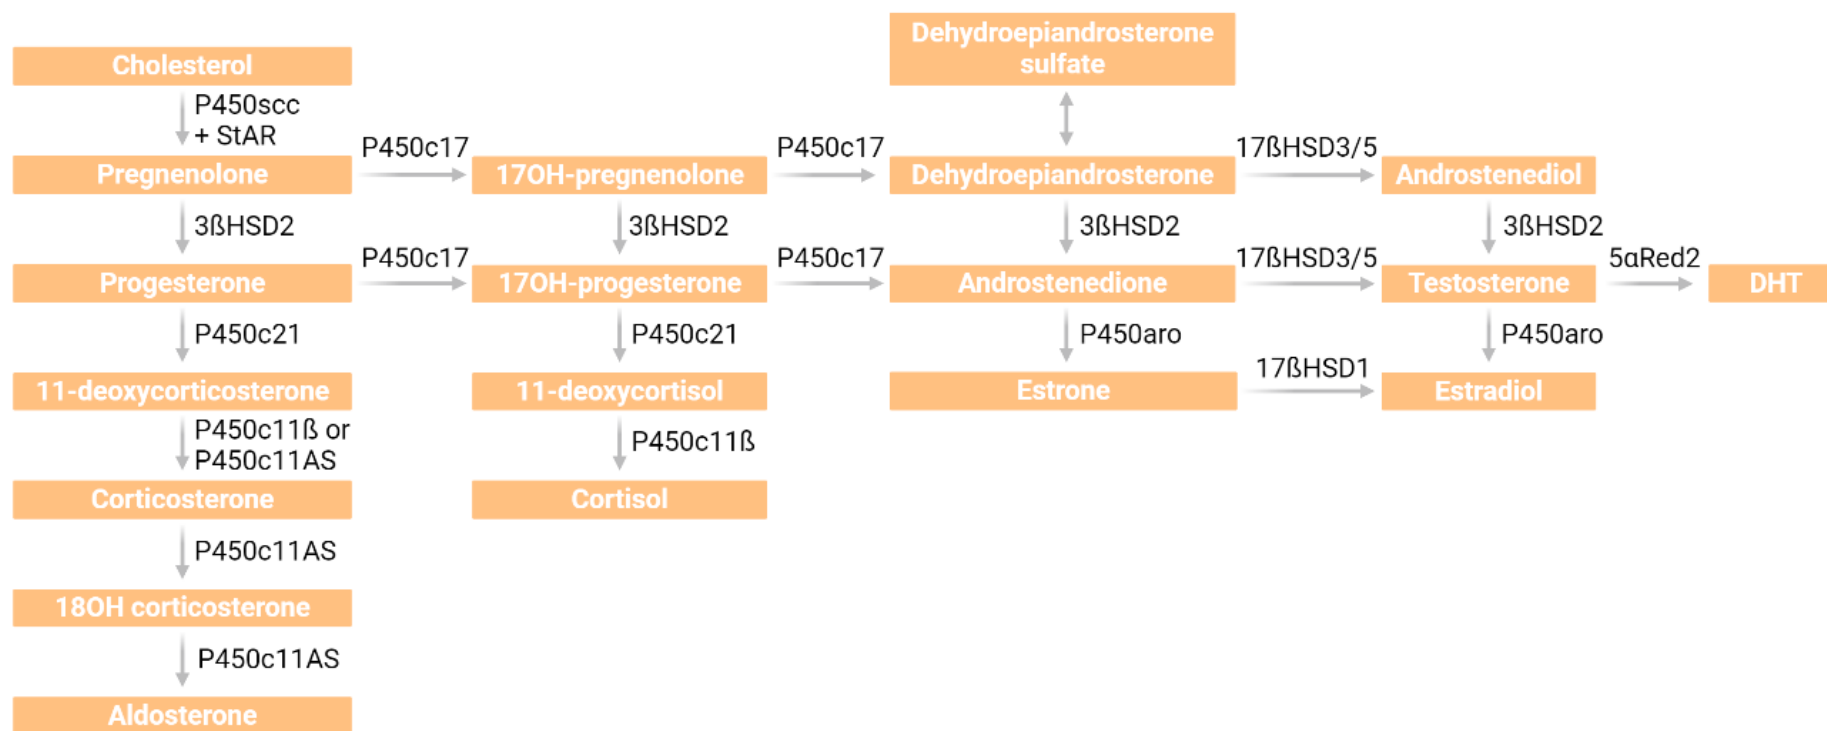 Dehydroepiandrosterone
sulfate
Cholesterol
P450scc
+ StAR
P450c17
P450c17
17ßHSD3/5
Pregnenolone
17OH-pregnenolone
Dehydroepiandrosterone
Androstenediol
3ßHSD2
3ßHSD2
3ßHSD2
3ßHSD2
P450c17
P450c17
17ßHSD3/5
5αRed2
Progesterone
17OH-progesterone
Androstenedione
Testosterone
DHT
P450c21
P450c21
P450aro
P450aro
17ßHSD1
11-deoxycorticosterone
11-deoxycortisol
Estrone
Estradiol
P450c11ß or
P450c11AS
P450c11ß
Corticosterone
Cortisol
P450c11AS
18OH corticosterone
P450c11AS
Aldosterone